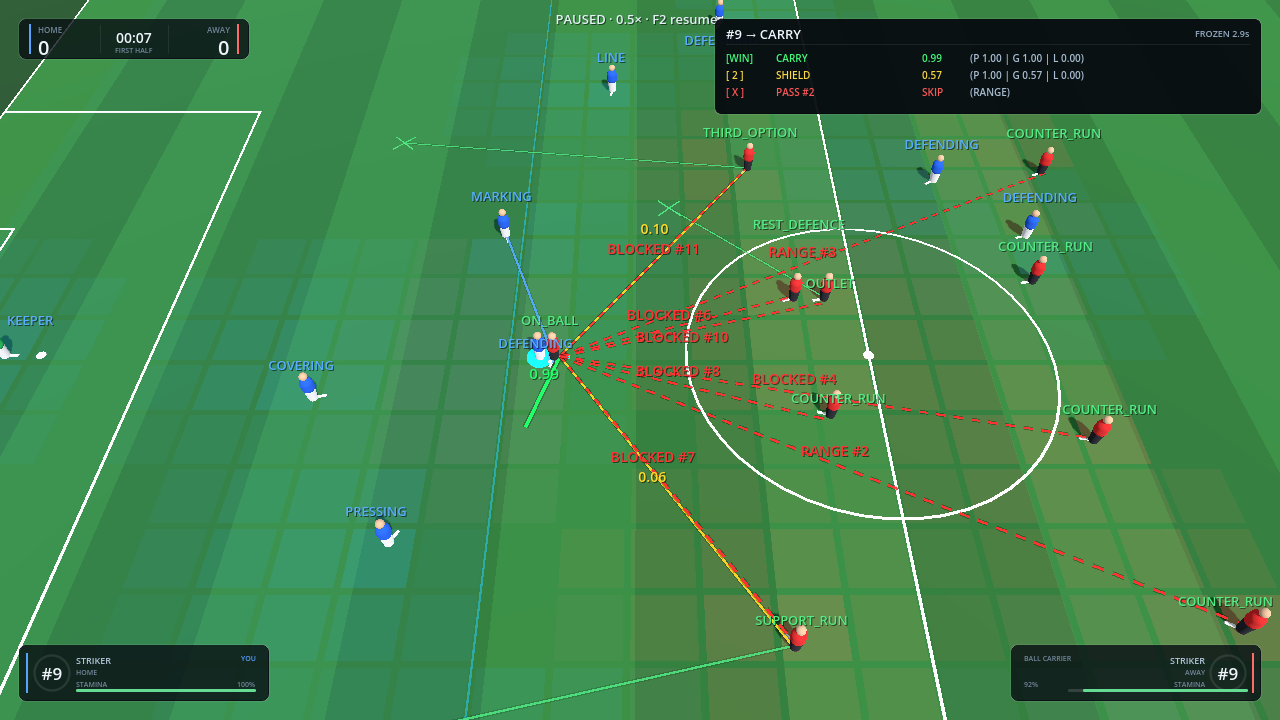 PAUSED · 0.5× · F2 resume
HOME
0
00:07
FIRST HALF
AWAY
0
#9 → CARRY
FROZEN 2.9s
[WIN] CARRY 0.99 (P 1.00 | G 1.00 | L 0.00)
[ 2 ] SHIELD 0.57 (P 1.00 | G 0.57 | L 0.00)
[ X ] PASS #2 SKIP (RANGE)
DEFE
LINE
THIRD_OPTION
COUNTER_RUN
DEFENDING
MARKING
DEFENDING
REST_DEFENCE
0.10
BLOCKED #11
RANGE #3
COUNTER_RUN
OUTLET
BLOCKED #6
KEEPER
ON_BALL
DEFENDING
BLOCKED #10
COVERING
0.99
BLOCKED #8
BLOCKED #4
COUNTER_RUN
COUNTER_RUN
BLOCKED #7
0.06
RANGE #2
PRESSING
COUNTER_RUN
SUPPORT_RUN
#9
STRIKER
YOU
HOME
STAMINA
100%
BALL CARRIER
STRIKER
AWAY
92%
STAMINA
#9